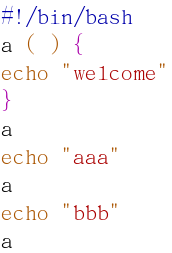 #!/bin/bash
a ( ) {
echo "welcome"
}
a
echo "aaa"
a
echo "bbb"
a